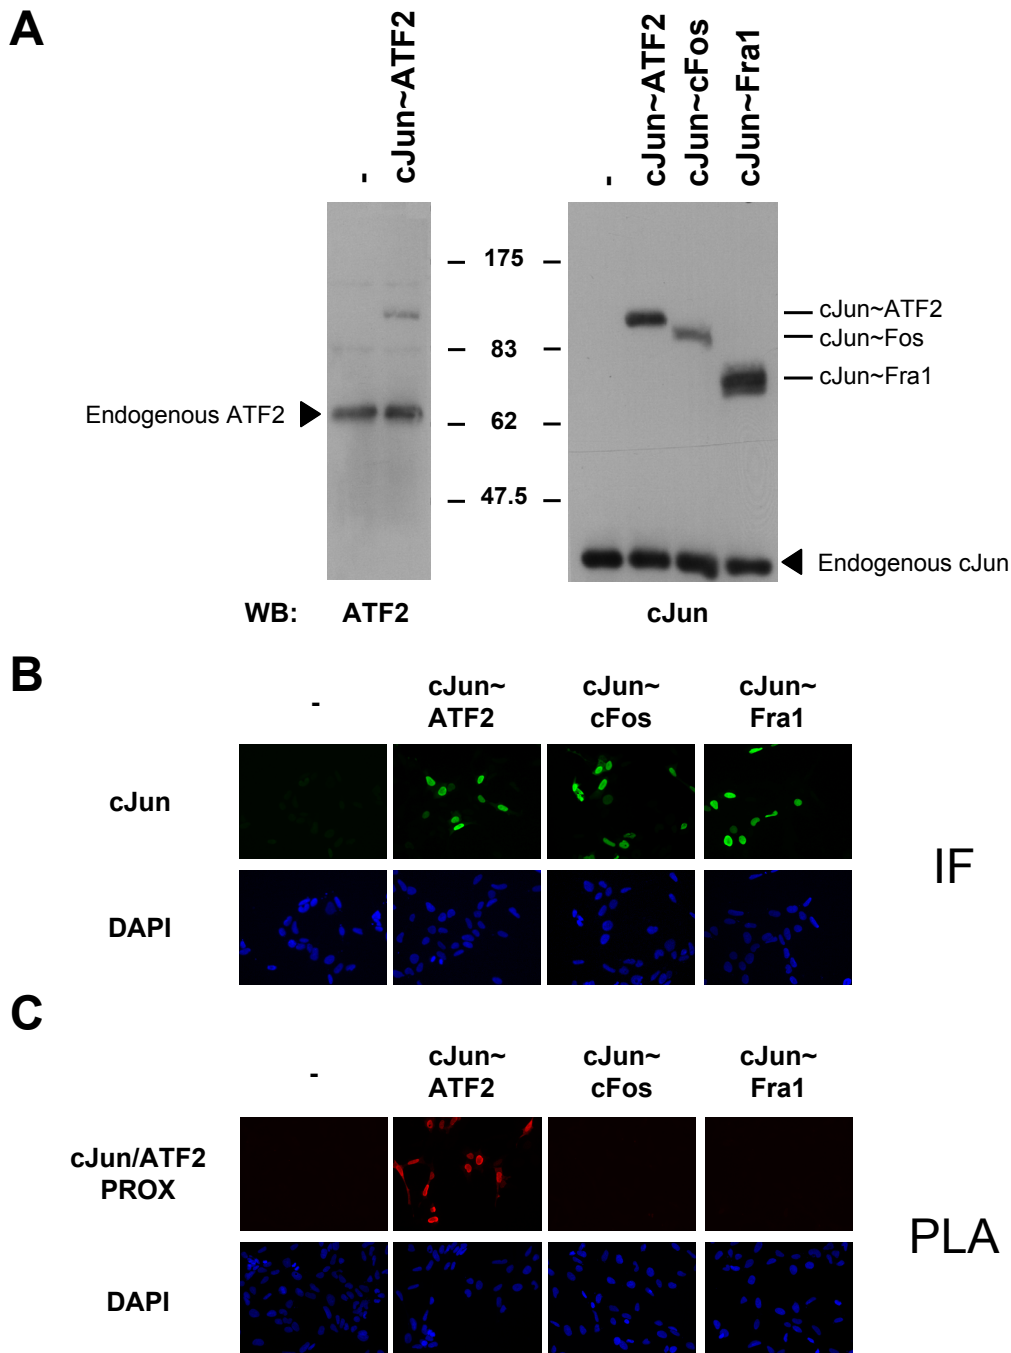 A
-
cJun~ATF2
-
cJun~ATF2
cJun~cFos
cJun~Fra1
175
83
62
47.5
cJun~ATF2
cJun~Fos
cJun~Fra1
Endogenous ATF2
Endogenous cJun
WB: ATF2 cJun
B
-
cJun~
ATF2
cJun~
cFos
cJun~
Fra1
cJun
DAPI
IF
C
-
cJun~
ATF2
cJun~
cFos
cJun~
Fra1
cJun/ATF2
PROX
DAPI
PLA